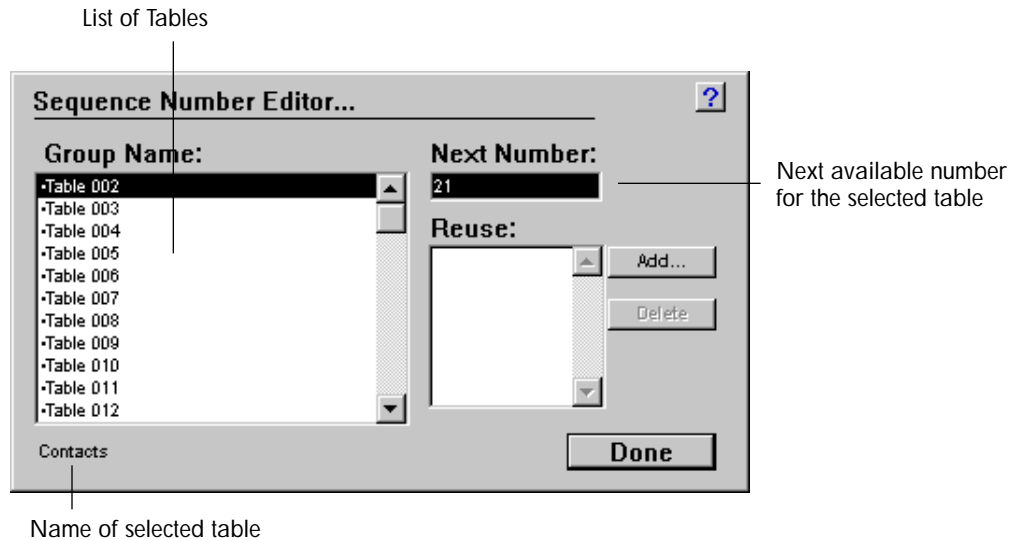 List of Tables
Sequence Number Editor...
?
Group Name:
•Table 002
•Table 003
•Table 004
•Table 005
•Table 006
•Table 007
•Table 008
•Table 009
•Table 010
•Table 011
•Table 012
Contacts
Next Number:
21
Reuse:
Add...
Delete
Done
Next available number
for the selected table
Name of selected table